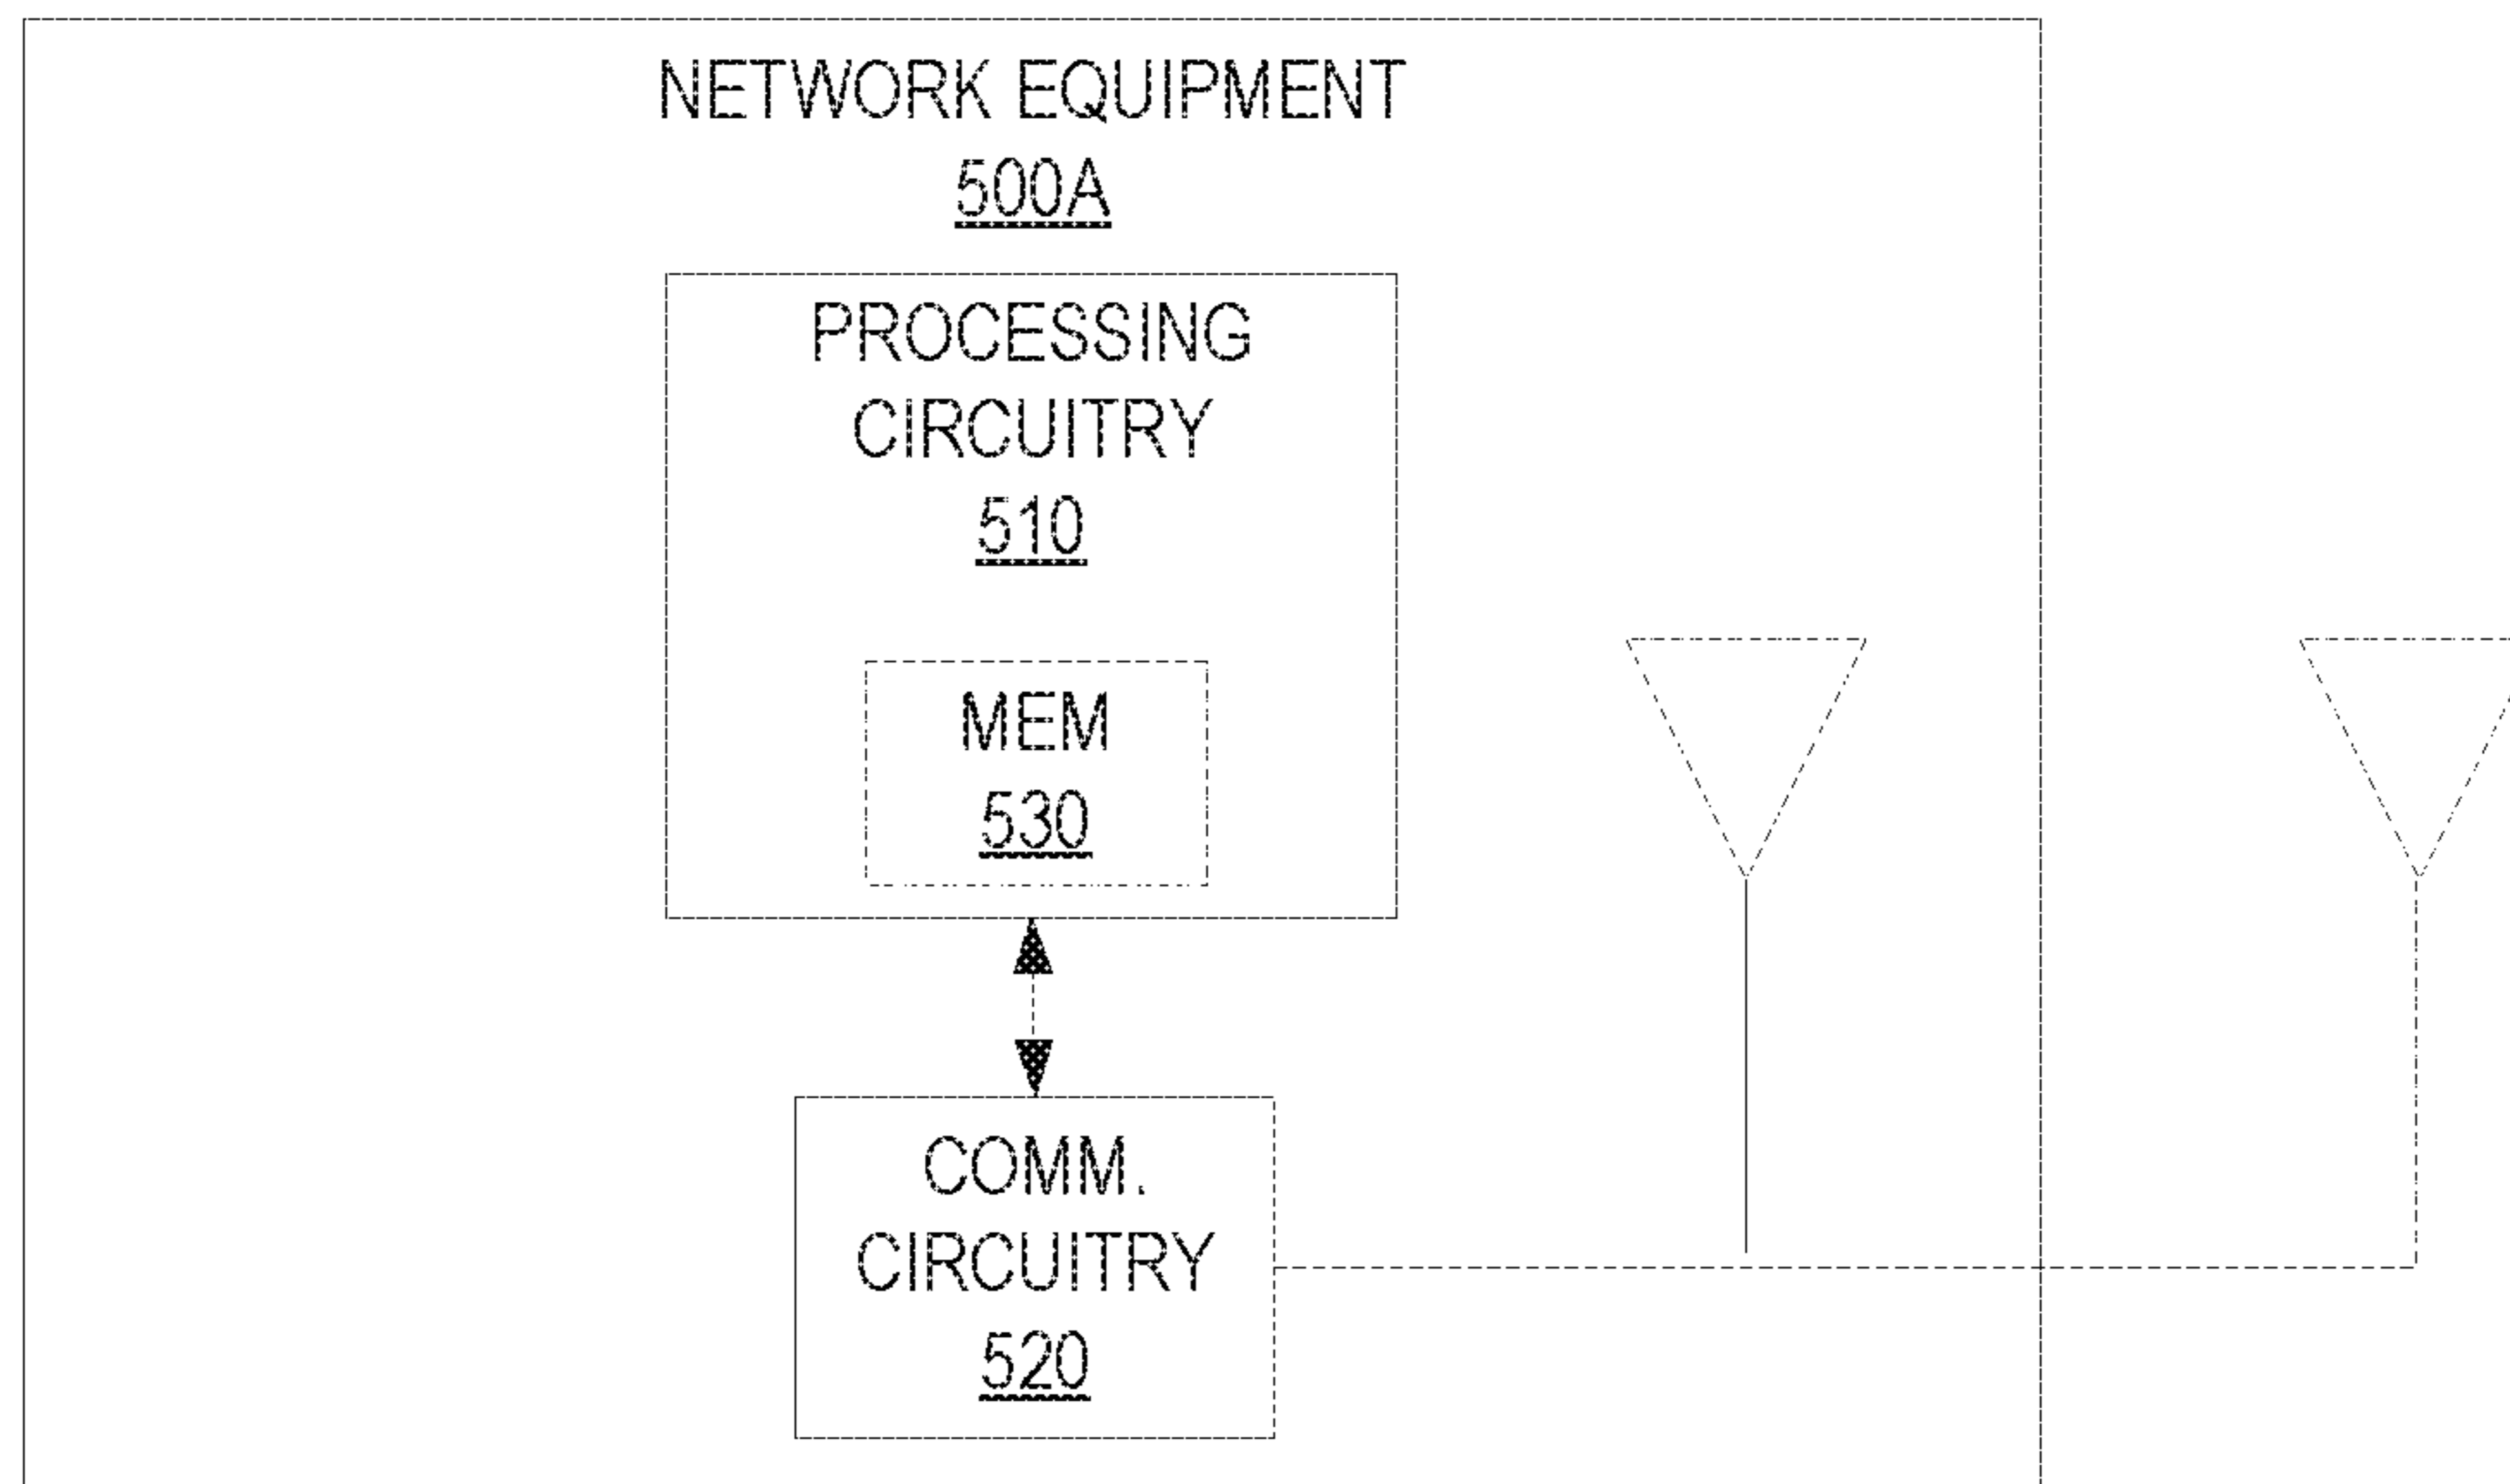 NETWORK EQUIPMENT
500A
PROCESSING
CIRCUITRY
510
MEM
530
COMM.
CIRCUITRY
520